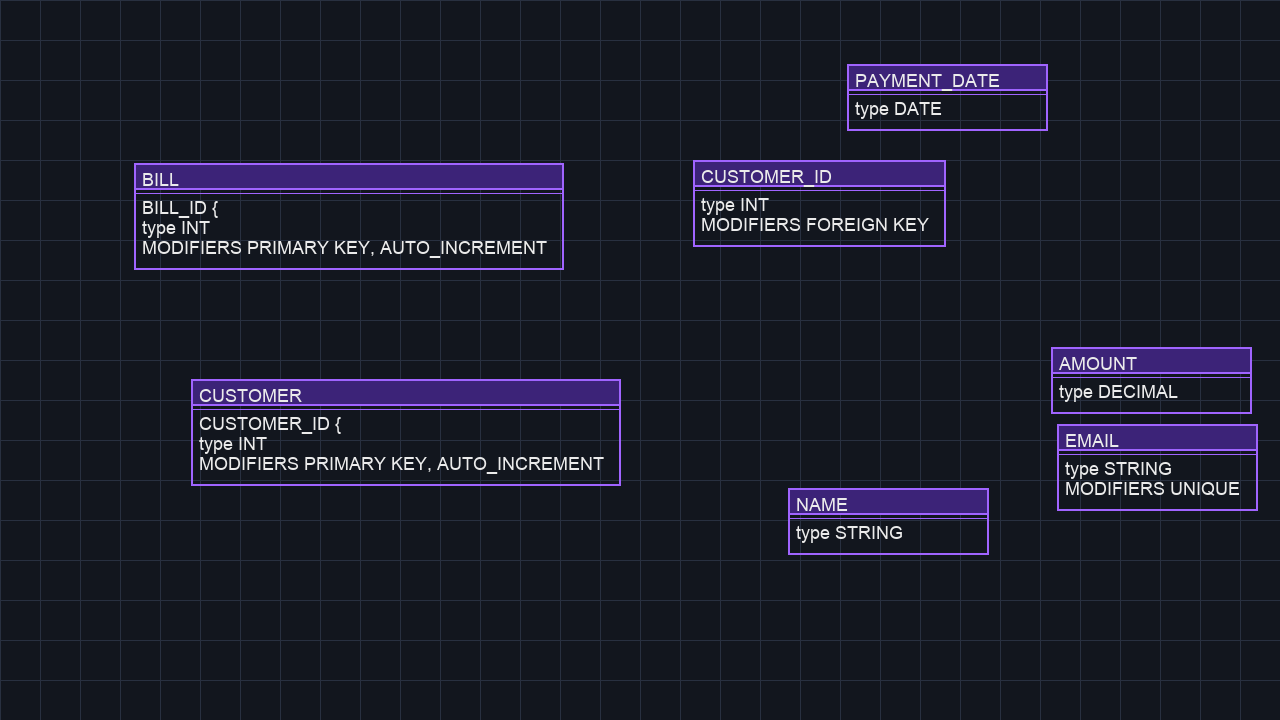 PAYMENT_DATE
type DATE
BILL
BILL_ID {
type INT
MODIFIERS PRIMARY KEY, AUTO_INCREMENT
CUSTOMER_ID
type INT
MODIFIERS FOREIGN KEY
AMOUNT
type DECIMAL
CUSTOMER
CUSTOMER_ID {
type INT
MODIFIERS PRIMARY KEY, AUTO_INCREMENT
EMAIL
type STRING
MODIFIERS UNIQUE
NAME
type STRING